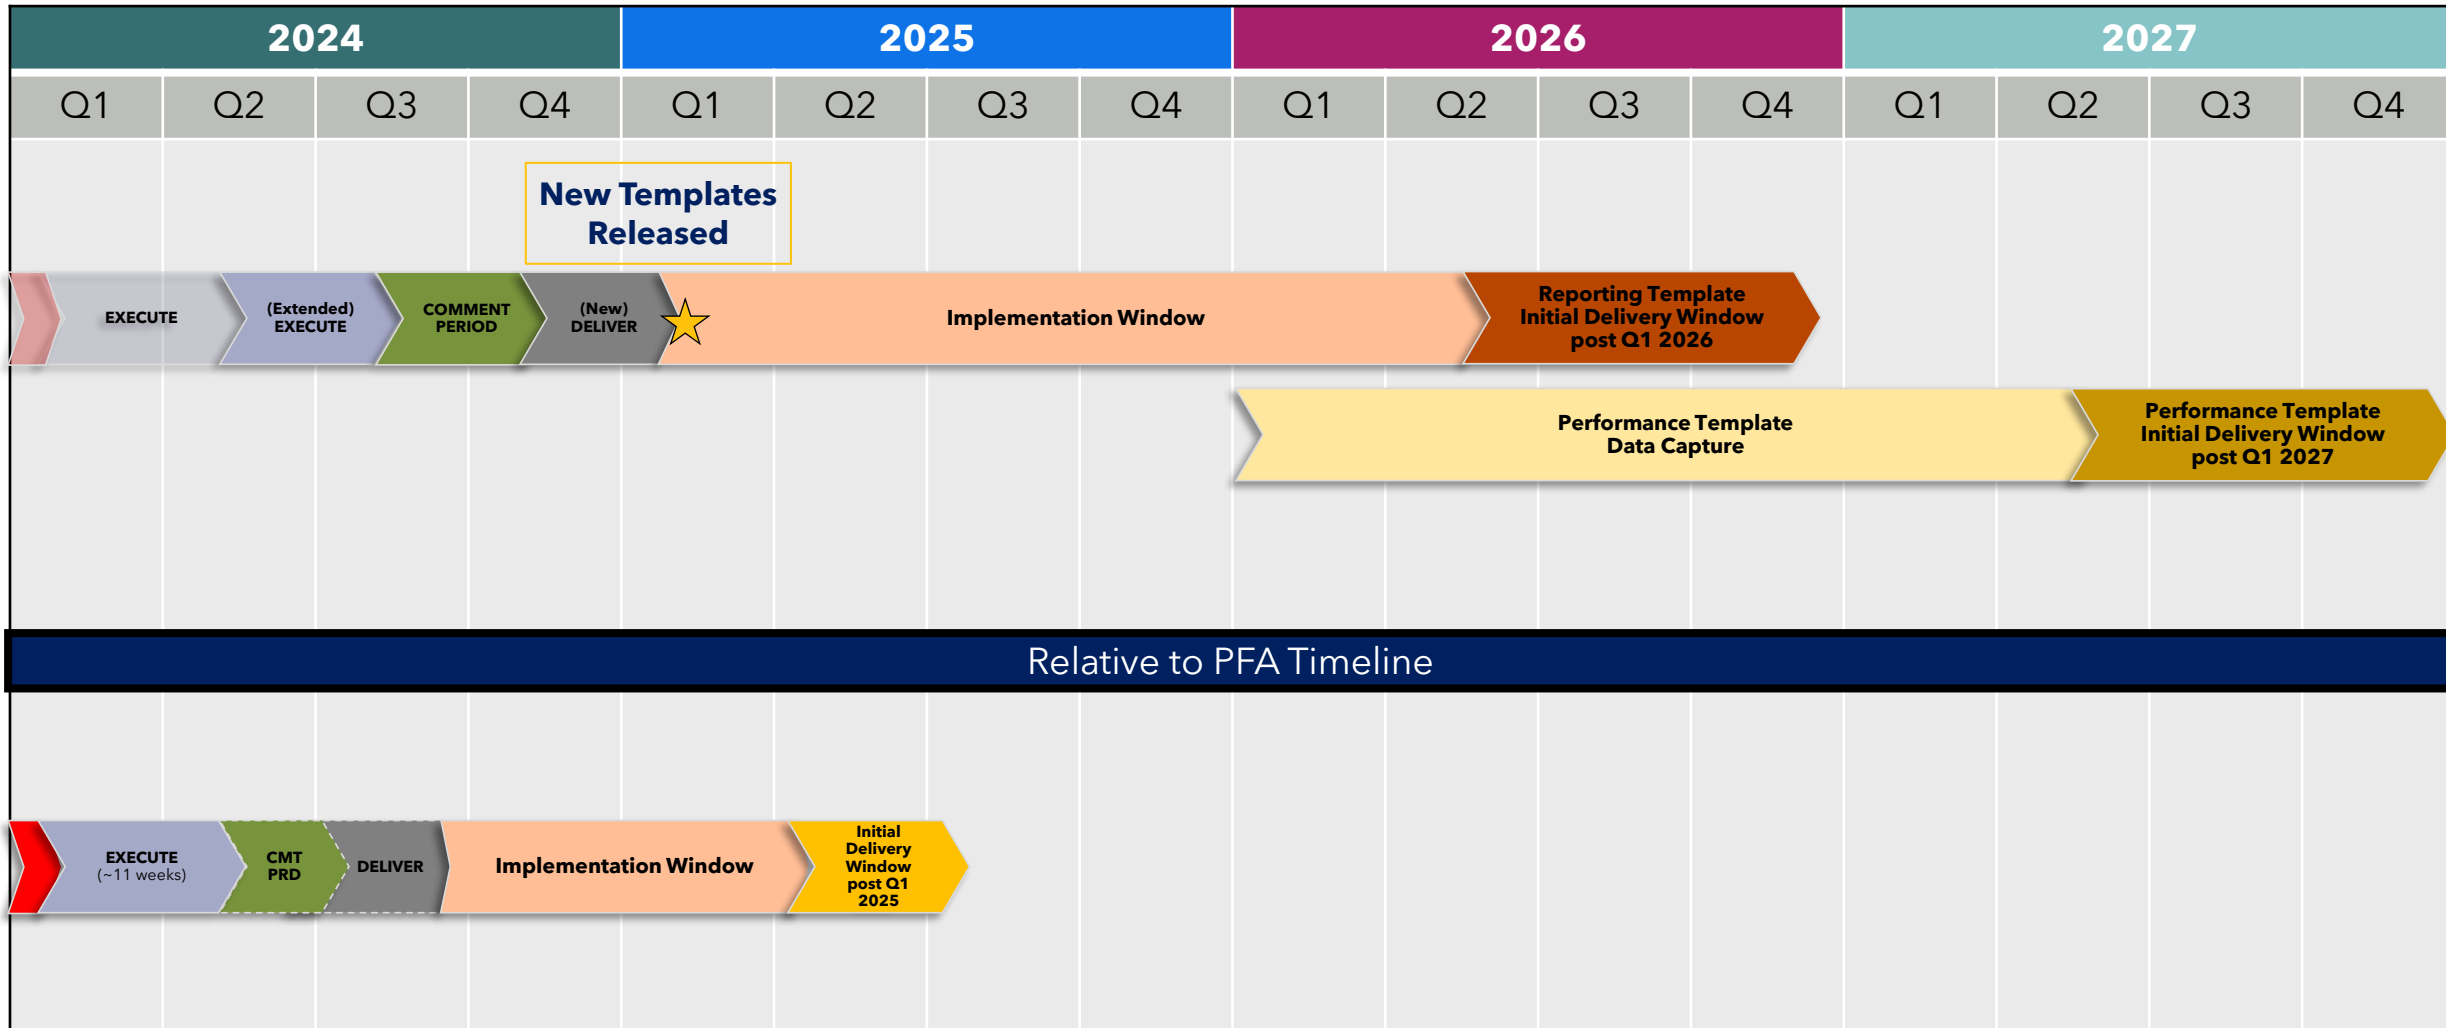 2024 2025 2026 2027
Q1 Q2 Q3 Q4 Q1 Q2 Q3 Q4 Q1 Q2 Q3 Q4 Q1 Q2 Q3 Q4
New Templates
Released
EXECUTE
(Extended)
EXECUTE
COMMENT
PERIOD
(New)
DELIVER
Implementation Window
Reporting Template
Initial Delivery Window
post Q1 2026
Performance Template
Data Capture
Performance Template
Initial Delivery Window
post Q1 2027
Relative to PFA Timeline
EXECUTE
(~11 weeks)
CMT
PRD
DELIVER
Implementation Window
Initial
Delivery
Window
post Q1
2025